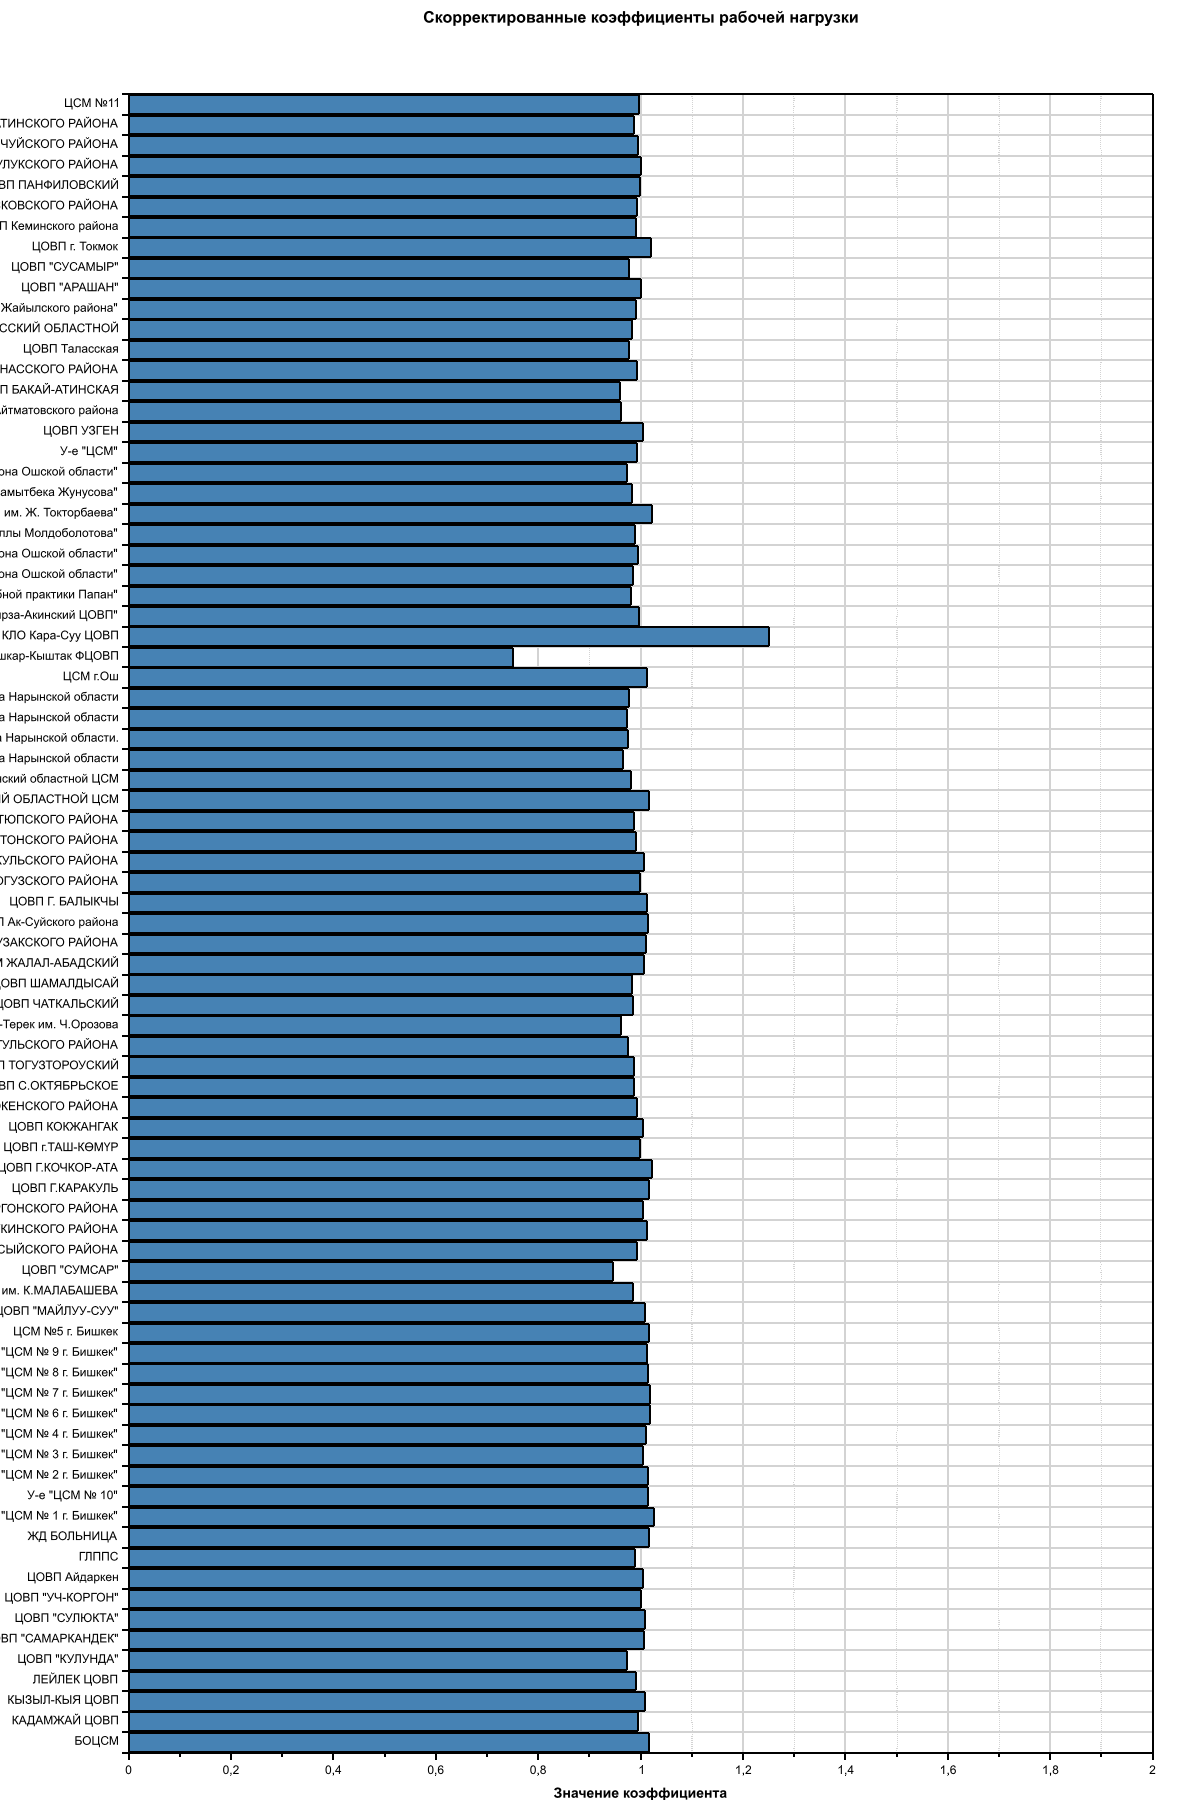 Скорректированные коэффициенты рабочей нагрузки
ЦСМ №11
АТИНСКОГО РАЙОНА
ЧУЙСКОГО РАЙОНА
УЛУКСКОГО РАЙОНА
ВП ПАНФИЛОВСКИЙ
КОВСКОГО РАЙОНА
П Кеминского района
ЦОВП г. Токмок
ЦОВП "СУСАМЫР"
ЦОВП "АРАШАН"
Жайылского района"
ССКИЙ ОБЛАСТНОЙ
ЦОВП Таласская
НАССКОГО РАЙОНА
П БАКАЙ-АТИНСКАЯ
Айтматовского района
ЦОВП УЗГЕН
У-е "ЦСМ"
она Ошской области"
амытбека Жунусова"
им. Ж. Токторбаева"
ллы Молдоболотова"
она Ошской области"
она Ошской области"
бной практики Папан"
ирза-Акинский ЦОВП"
КЛО Кара-Суу ЦОВП
шкар-Кыштак ФЦОВП
ЦСМ г.Ош
а Нарынской области
а Нарынской области
а Нарынской области.
а Нарынской области
нский областной ЦСМ
ИЙ ОБЛАСТНОЙ ЦСМ
ТЮПСКОГО РАЙОНА
ТОНСКОГО РАЙОНА
КУЛЬСКОГО РАЙОНА
ОГУЗСКОГО РАЙОНА
ЦОВП Г. БАЛЫКЧЫ
П Ак-Суйского района
УЗАКСКОГО РАЙОНА
М ЖАЛАЛ-АБАДСКИЙ
ЦОВП ШАМАЛДЫСАЙ
ЦОВП ЧАТКАЛЬСКИЙ
-Терек им. Ч.Орозова
ГУЛЬСКОГО РАЙОНА
П ТОГУЗТОРОУСКИЙ
ВП С.ОКТЯБРЬСКОЕ
КЕНСКОГО РАЙОНА
ЦОВП КОКЖАНГАК
ЦОВП г.ТАШ-КӨМҮР
ЦОВП Г.КОЧКОР-АТА
ЦОВП Г.КАРАКУЛЬ
РГОНСКОГО РАЙОНА
КИНСКОГО РАЙОНА
СЫЙСКОГО РАЙОНА
ЦОВП "СУМСАР"
им. К.МАЛАБАШЕВА
ЦОВП "МАЙЛУУ-СУУ"
ЦСМ №5 г. Бишкек
"ЦСМ № 9 г. Бишкек"
"ЦСМ № 8 г. Бишкек"
"ЦСМ № 7 г. Бишкек"
"ЦСМ № 6 г. Бишкек"
"ЦСМ № 4 г. Бишкек"
"ЦСМ № 3 г. Бишкек"
"ЦСМ № 2 г. Бишкек"
У-е "ЦСМ № 10"
"ЦСМ № 1 г. Бишкек"
ЖД БОЛЬНИЦА
ГЛППС
ЦОВП Айдаркен
ЦОВП "УЧ-КОРГОН"
ЦОВП "СУЛЮКТА"
ОВП "САМАРКАНДЕК"
ЦОВП "КУЛУНДА"
ЛЕЙЛЕК ЦОВП
КЫЗЫЛ-КЫЯ ЦОВП
КАДАМЖАЙ ЦОВП
БОЦСМ
0 0,2 0,4 0,6 0,8 1 1,2 1,4 1,6 1,8 2
Значение коэффициента